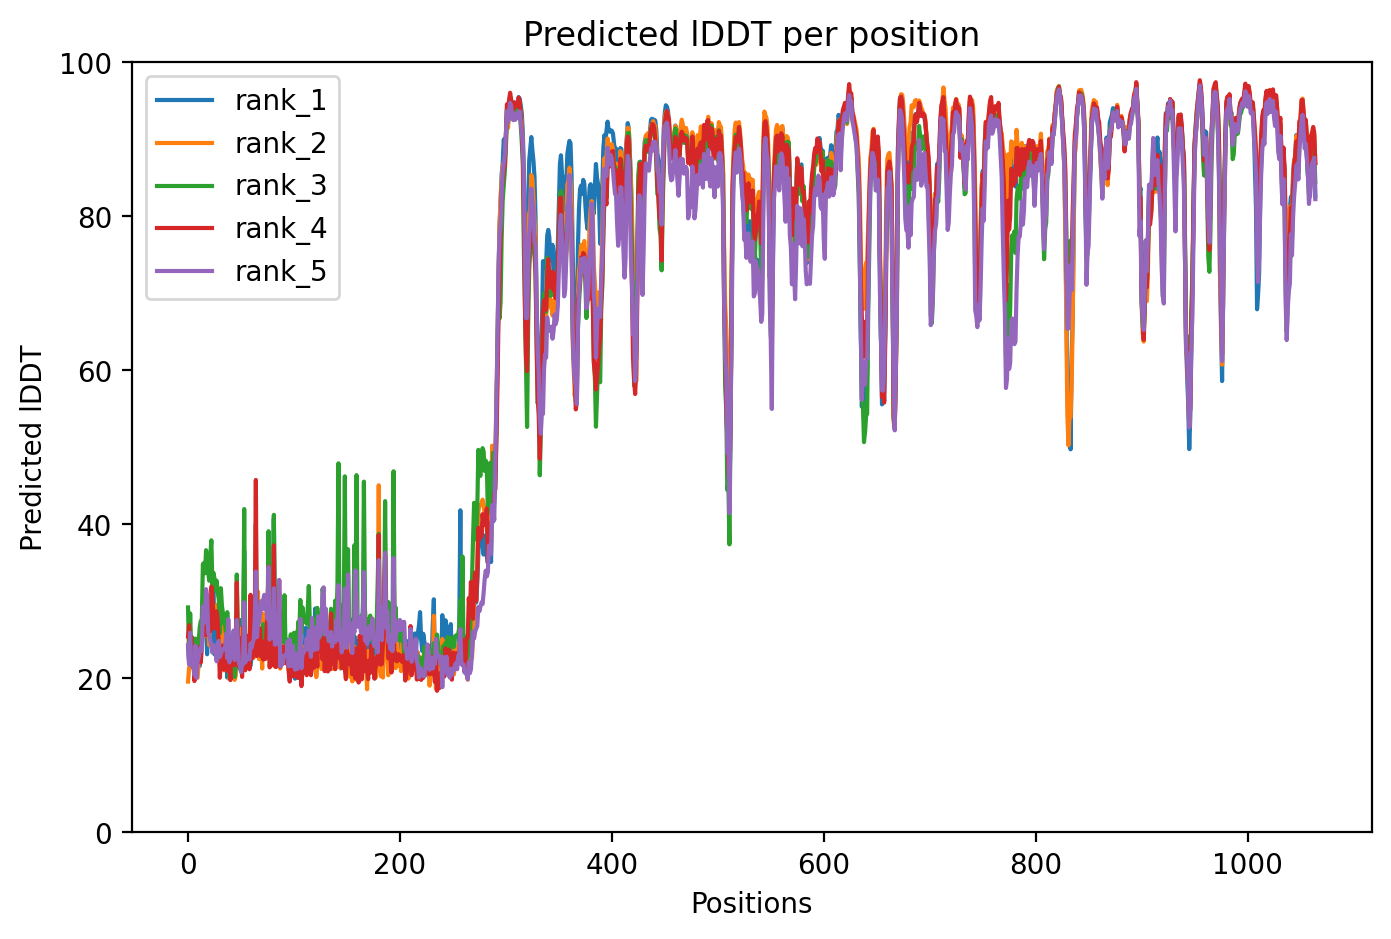 Predicted lDDT per position
100
80
60
40
20
0
Predicted lDDT
rank_1
rank_2
rank_3
rank_4
rank_5
0 200 400 600 800 1000
Positions